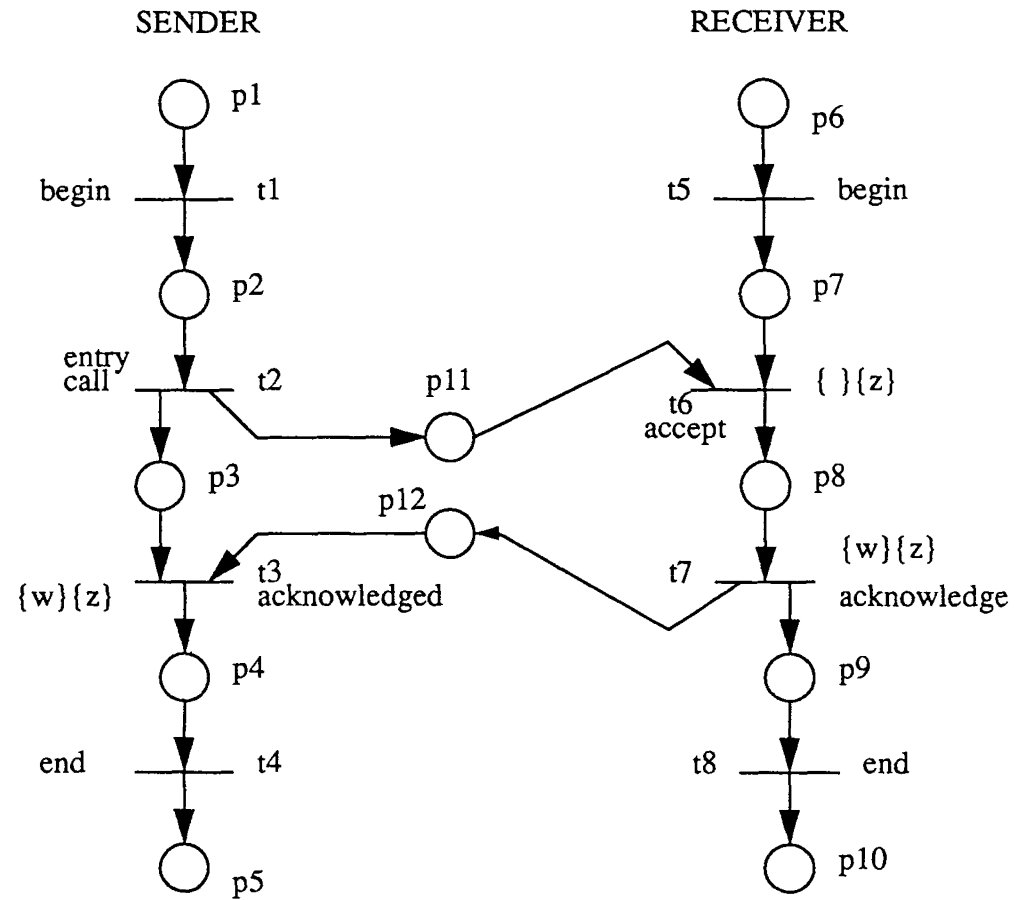 SENDER
RECEIVER
p1
p6
begin
t1
t5
begin
p2
p7
entry
call
t2
p11
t6
accept
{ }{z}
p3
p12
p8
{w}{z}
t3
acknowledged
t7
{w}{z}
acknowledge
p4
p9
end
t4
t8
end
p5
p10